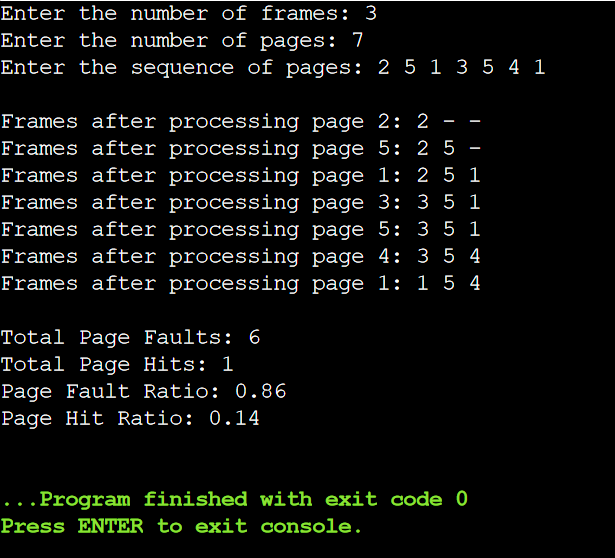 Enter the number of frames: 3
Enter the number of pages: 7
Enter the sequence of pages: 2 5 1 3 5 4 1
Frames after processing page 2: 2 - -
Frames after processing page 5: 2 5 -
Frames after processing page 1: 2 5 1
Frames after processing page 3: 3 5 1
Frames after processing page 5: 3 5 1
Frames after processing page 4: 3 5 4
Frames after processing page 1: 1 5 4
Total Page Faults: 6
Total Page Hits: 1
Page Fault Ratio: 0.86
Page Hit Ratio: 0.14
...Program finished with exit code 0
Press ENTER to exit console.